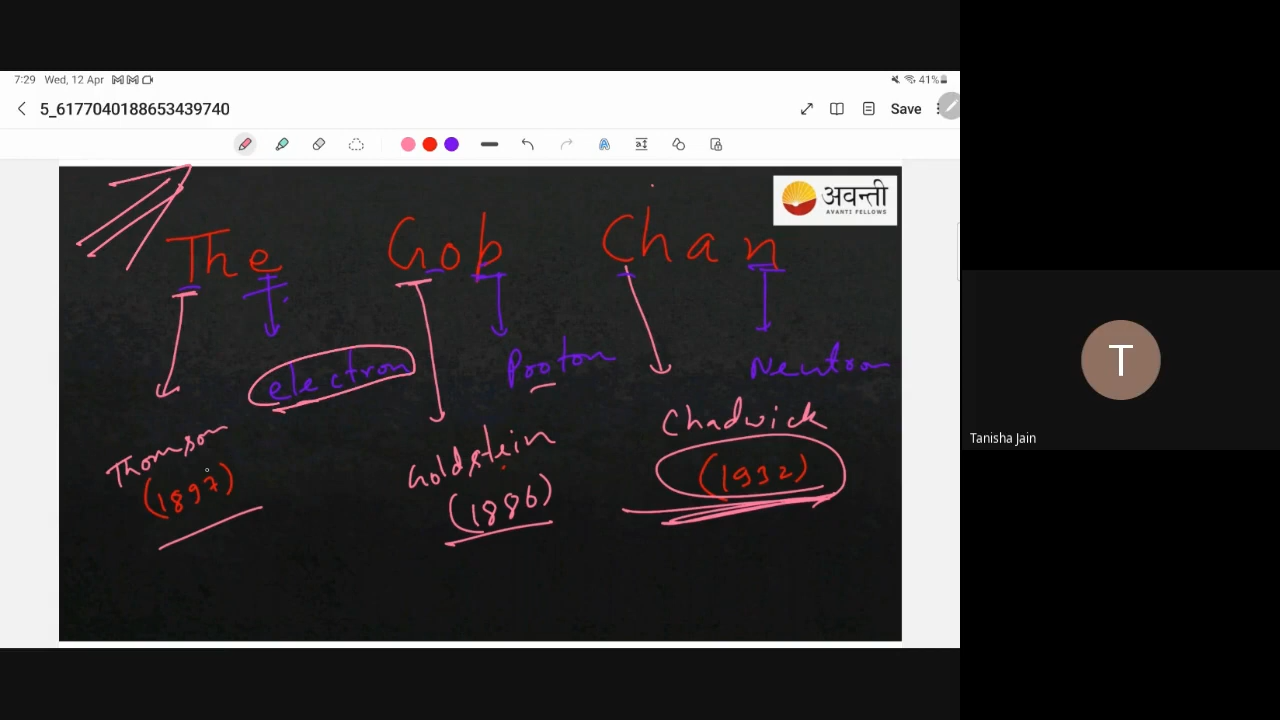 7:29 Wed, 12 Apr 41%
5_6177040188653439740
Save
अवन्ती
AVANTI FELLOWS
The Gob Chan
electron Proton Neutron
Thomson Goldstein Chadwick
(1897) (1886) (1932)
T
Tanisha Jain